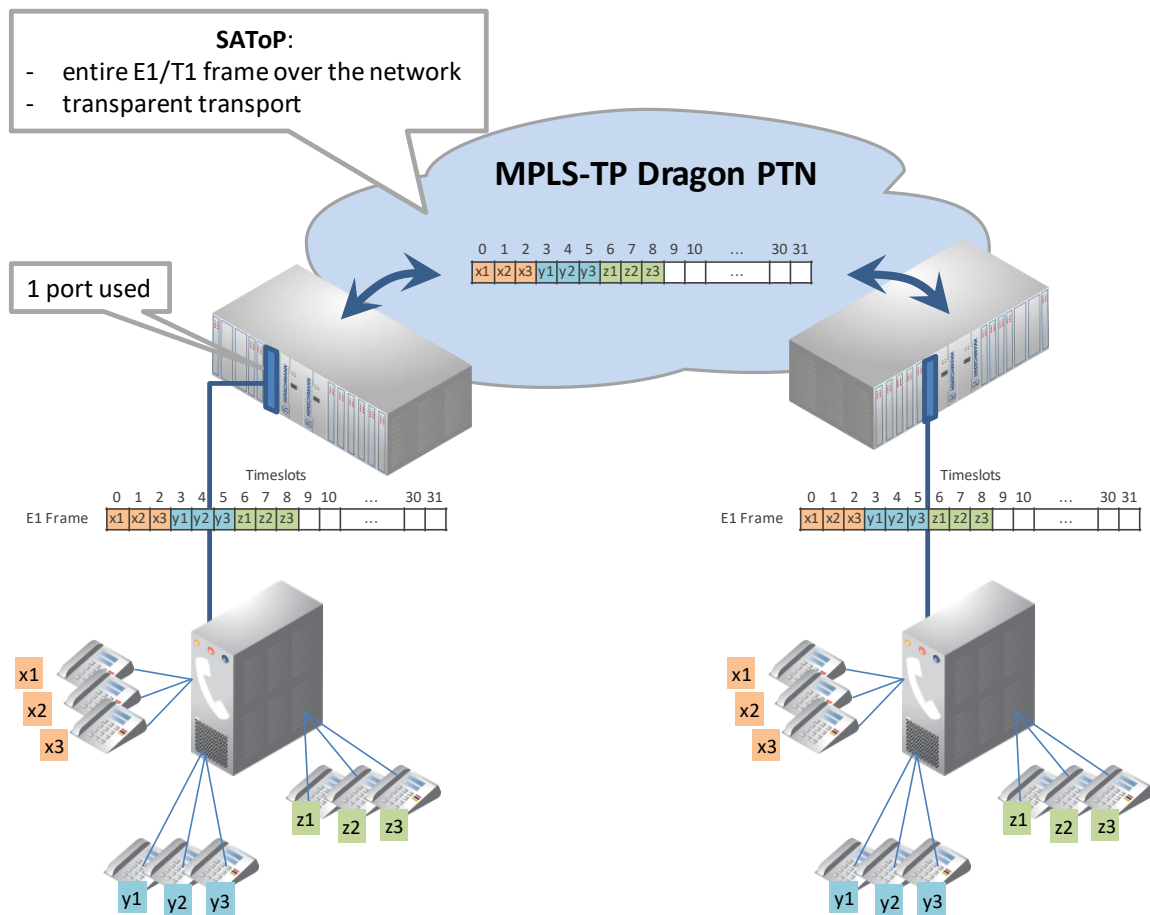 SAToP:
- entire E1/T1 frame over the network
- transparent transport
MPLS-TP Dragon PTN
0 1 2 3 4 5 6 7 8 9 10 ... 30 31
x1 x2 x3 y1 y2 y3 z1 z2 z3 ...
1 port used
HIRSCHMANN
HIRSCHMANN
HIRSCHMANN
HIRSCHMANN
Timeslots
0 1 2 3 4 5 6 7 8 9 10 ... 30 31
E1 Frame x1 x2 x3 y1 y2 y3 z1 z2 z3 ...
Timeslots
0 1 2 3 4 5 6 7 8 9 10 ... 30 31
E1 Frame x1 x2 x3 y1 y2 y3 z1 z2 z3 ...
x1
x2
x3
z1 z2 z3
y1 y2 y3
x1
x2
x3
z1 z2 z3
y1 y2 y3